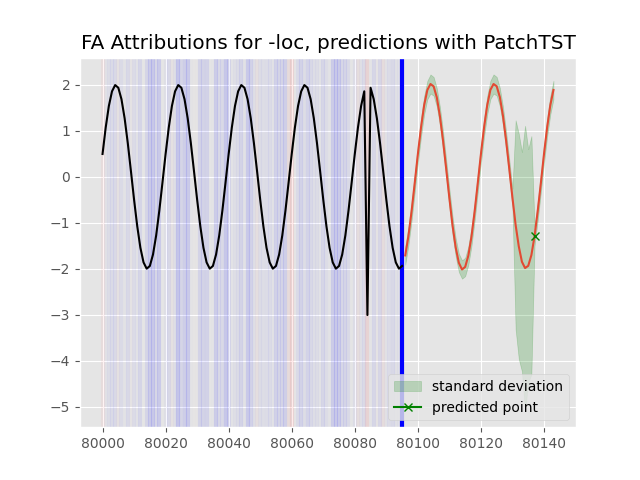 FA Attributions for -loc, predictions with PatchTST
2
1
0
−1
−2
−3
−4
−5
standard deviation
predicted point
80000 80020 80040 80060 80080 80100 80120 80140